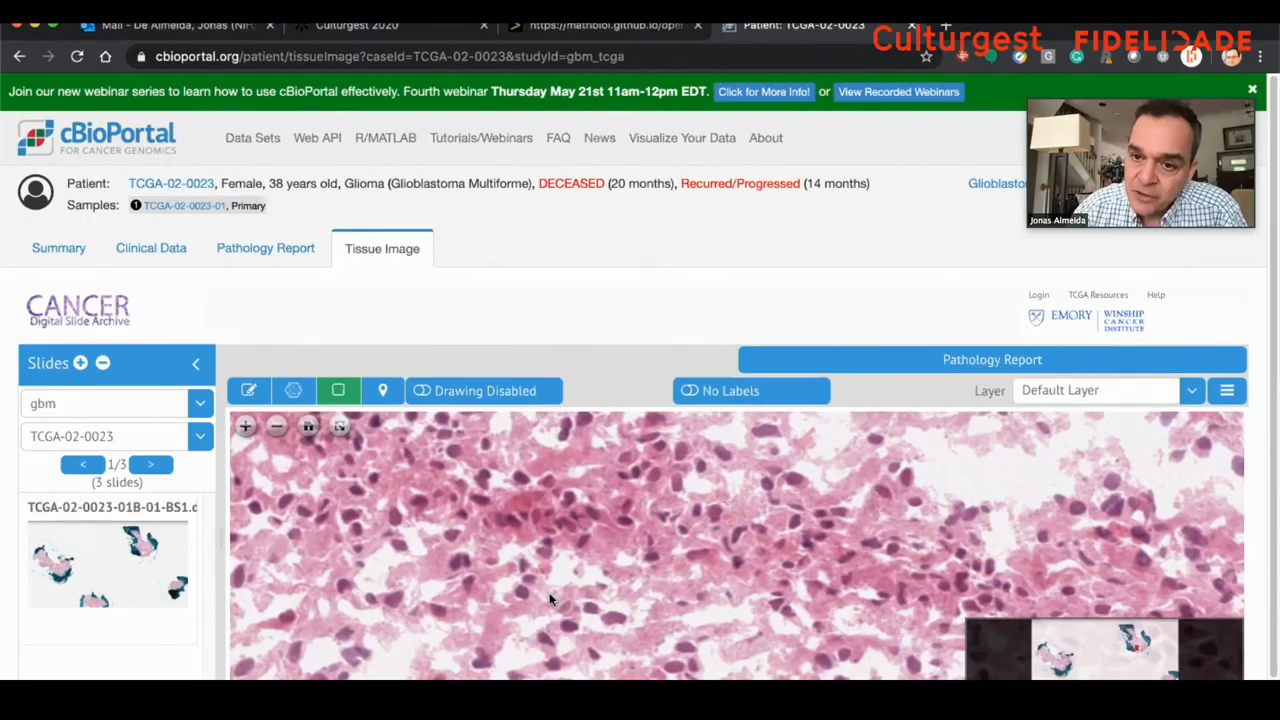 Mail - De Almeida, Jonas (NIH/
Culturgest 2020
https://mathbiol.github.io/ope
Patient: TCGA-02-0023
Culturgest FIDELIDADE
cbioportal.org/patient/tissueImage?caseId=TCGA-02-0023&studyId=gbm_tcga
Join our new webinar series to learn how to use cBioPortal effectively. Fourth webinar Thursday May 21st 11am-12pm EDT. Click for More Info! or View Recorded Webinars
cBioPortal
FOR CANCER GENOMICS
Data Sets Web API R/MATLAB Tutorials/Webinars FAQ News Visualize Your Data About
Patient: TCGA-02-0023, Female, 38 years old, Glioma (Glioblastoma Multiforme), DECEASED (20 months), Recurred/Progressed (14 months) Glioblasto
Samples: 1 TCGA-02-0023-01, Primary
Jonas Almeida
Summary Clinical Data Pathology Report Tissue Image
CANCER
Digital Slide Archive
Login TCGA Resources Help
EMORY WINSHIP CANCER INSTITUTE
Slides
Pathology Report
Drawing Disabled No Labels Layer Default Layer
gbm
TCGA-02-0023
< 1/3 >
(3 slides)
TCGA-02-0023-01B-01-BS1.